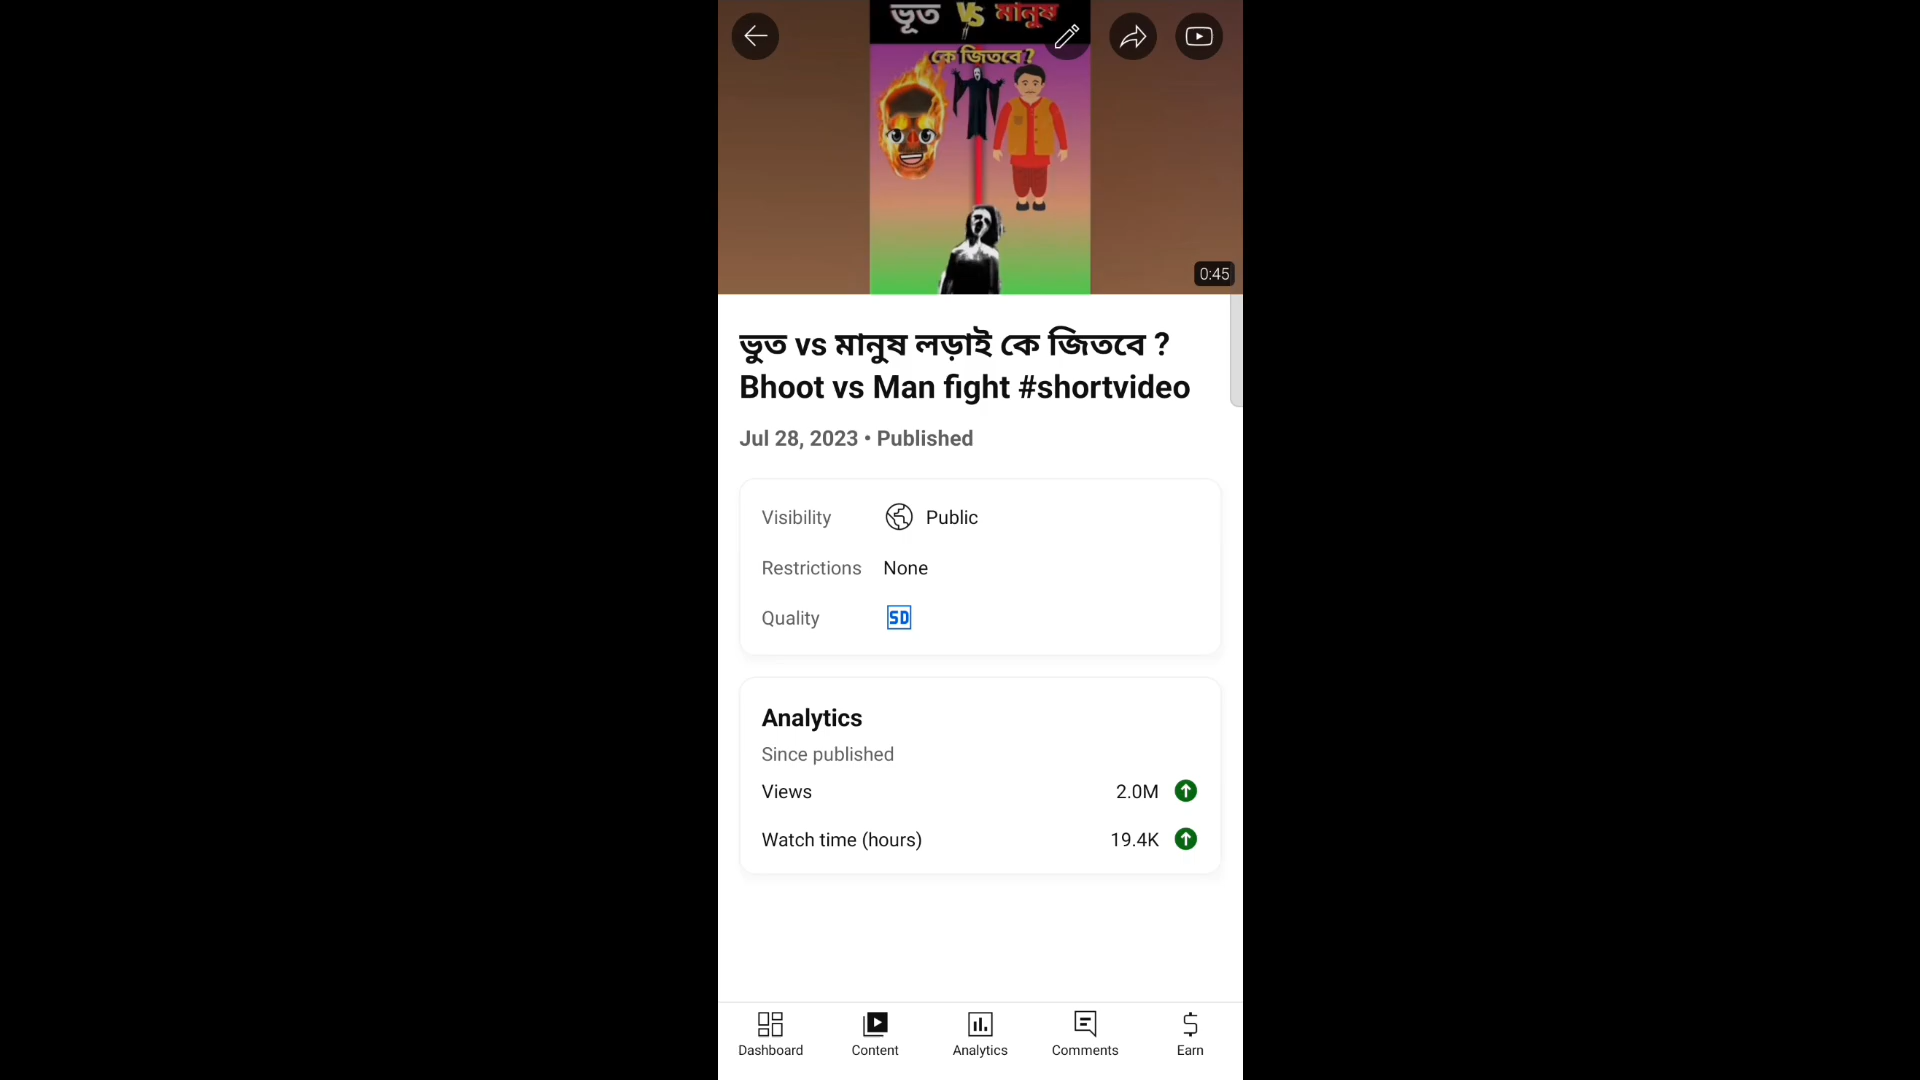 ভূত VS মানুষ
কে জিতবে ?
0:45
ভুত vs মানুষ লড়াই কে জিতবে ?
Bhoot vs Man fight #shortvideo
Jul 28, 2023 • Published
Visibility Public
Restrictions None
Quality SD
Analytics
Since published
Views 2.0M
Watch time (hours) 19.4K
Dashboard Content Analytics Comments Earn